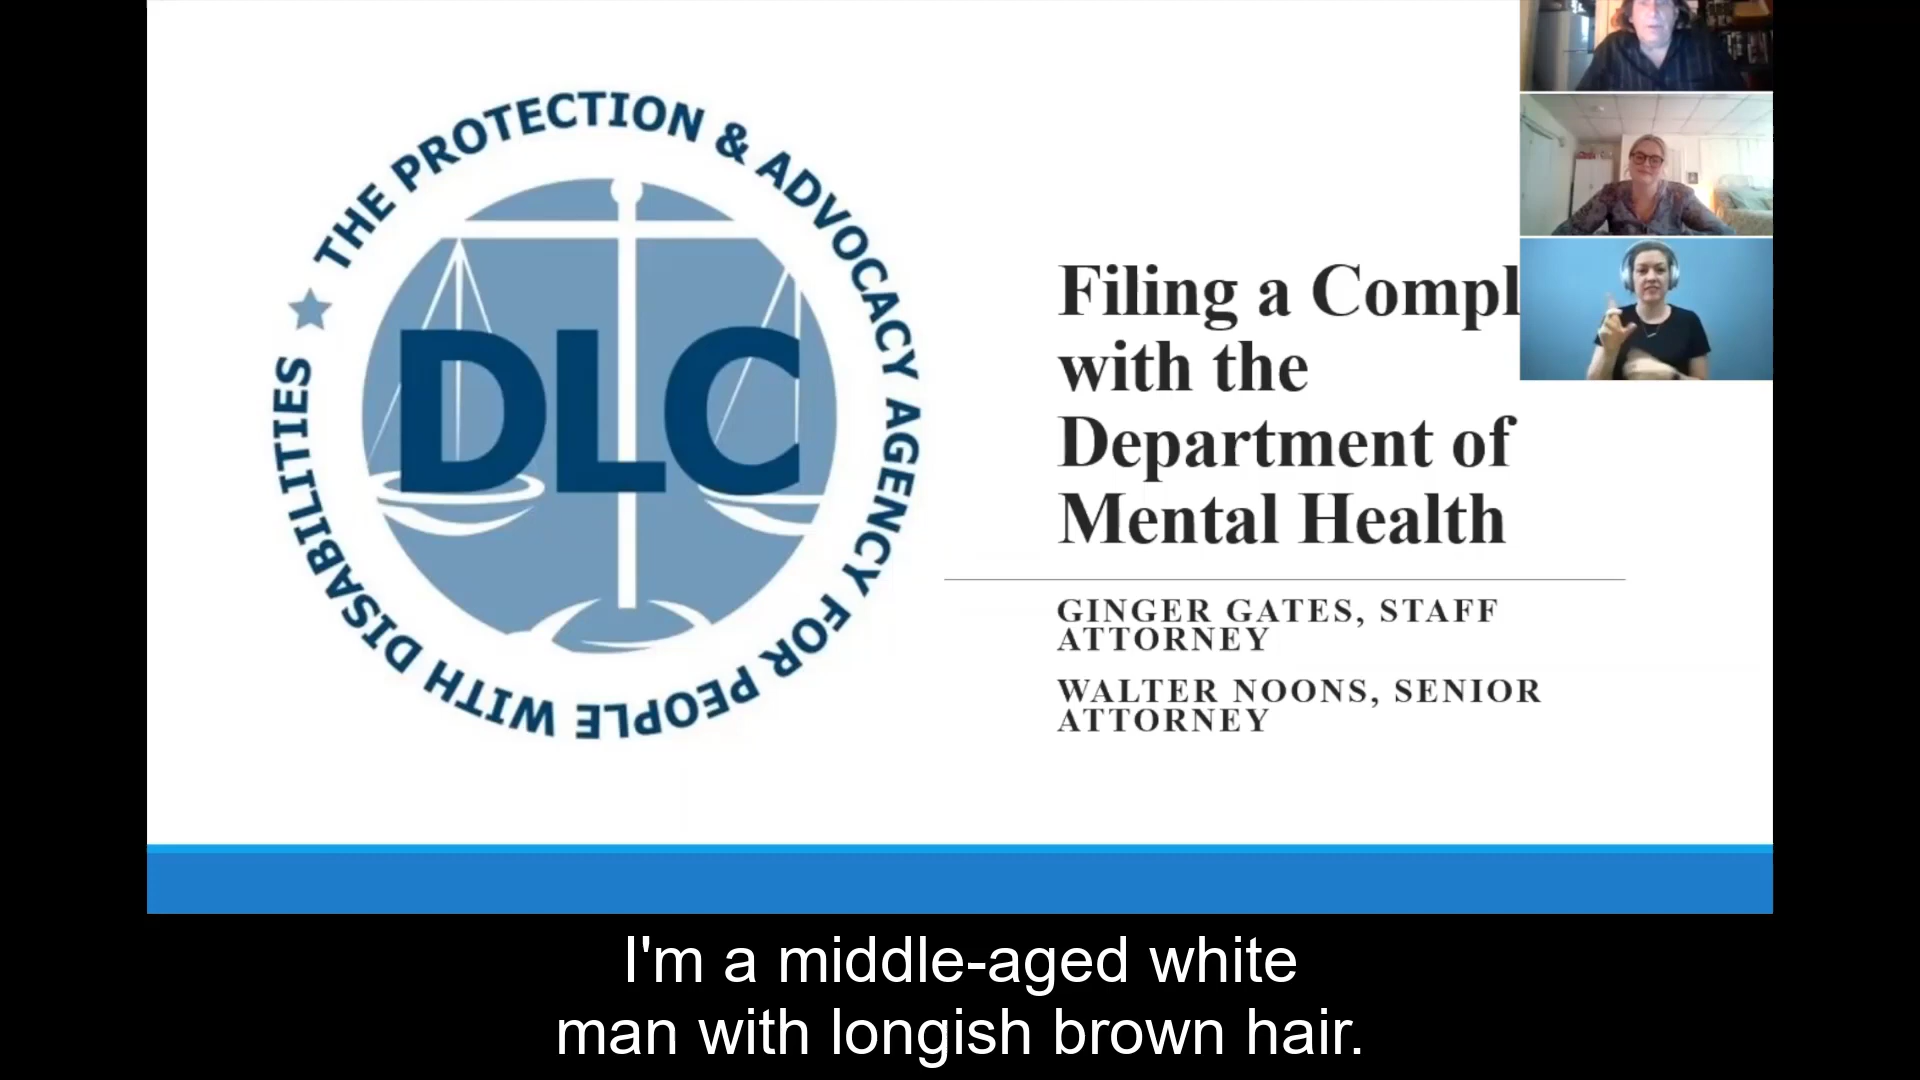 THE PROTECTION & ADVOCACY AGENCY FOR PEOPLE WITH DISABILITIES
DLC
Filing a Compl
with the
Department of
Mental Health
GINGER GATES, STAFF
ATTORNEY
WALTER NOONS, SENIOR
ATTORNEY
I'm a middle-aged white
man with longish brown hair.